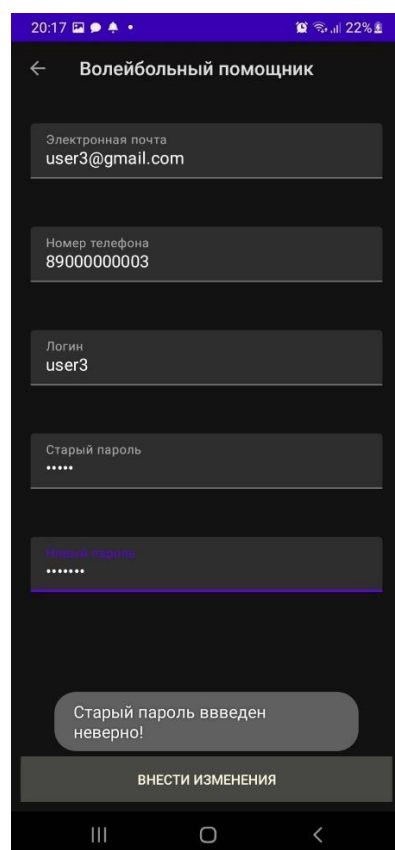 20:17 22%
Волейбольный помощник
Электронная почта
user3@gmail.com
Номер телефона
89000000003
Логин
user3
Старый пароль
•••••
Новый пароль
•••••••
Старый пароль ввведен
неверно!
ВНЕСТИ ИЗМЕНЕНИЯ